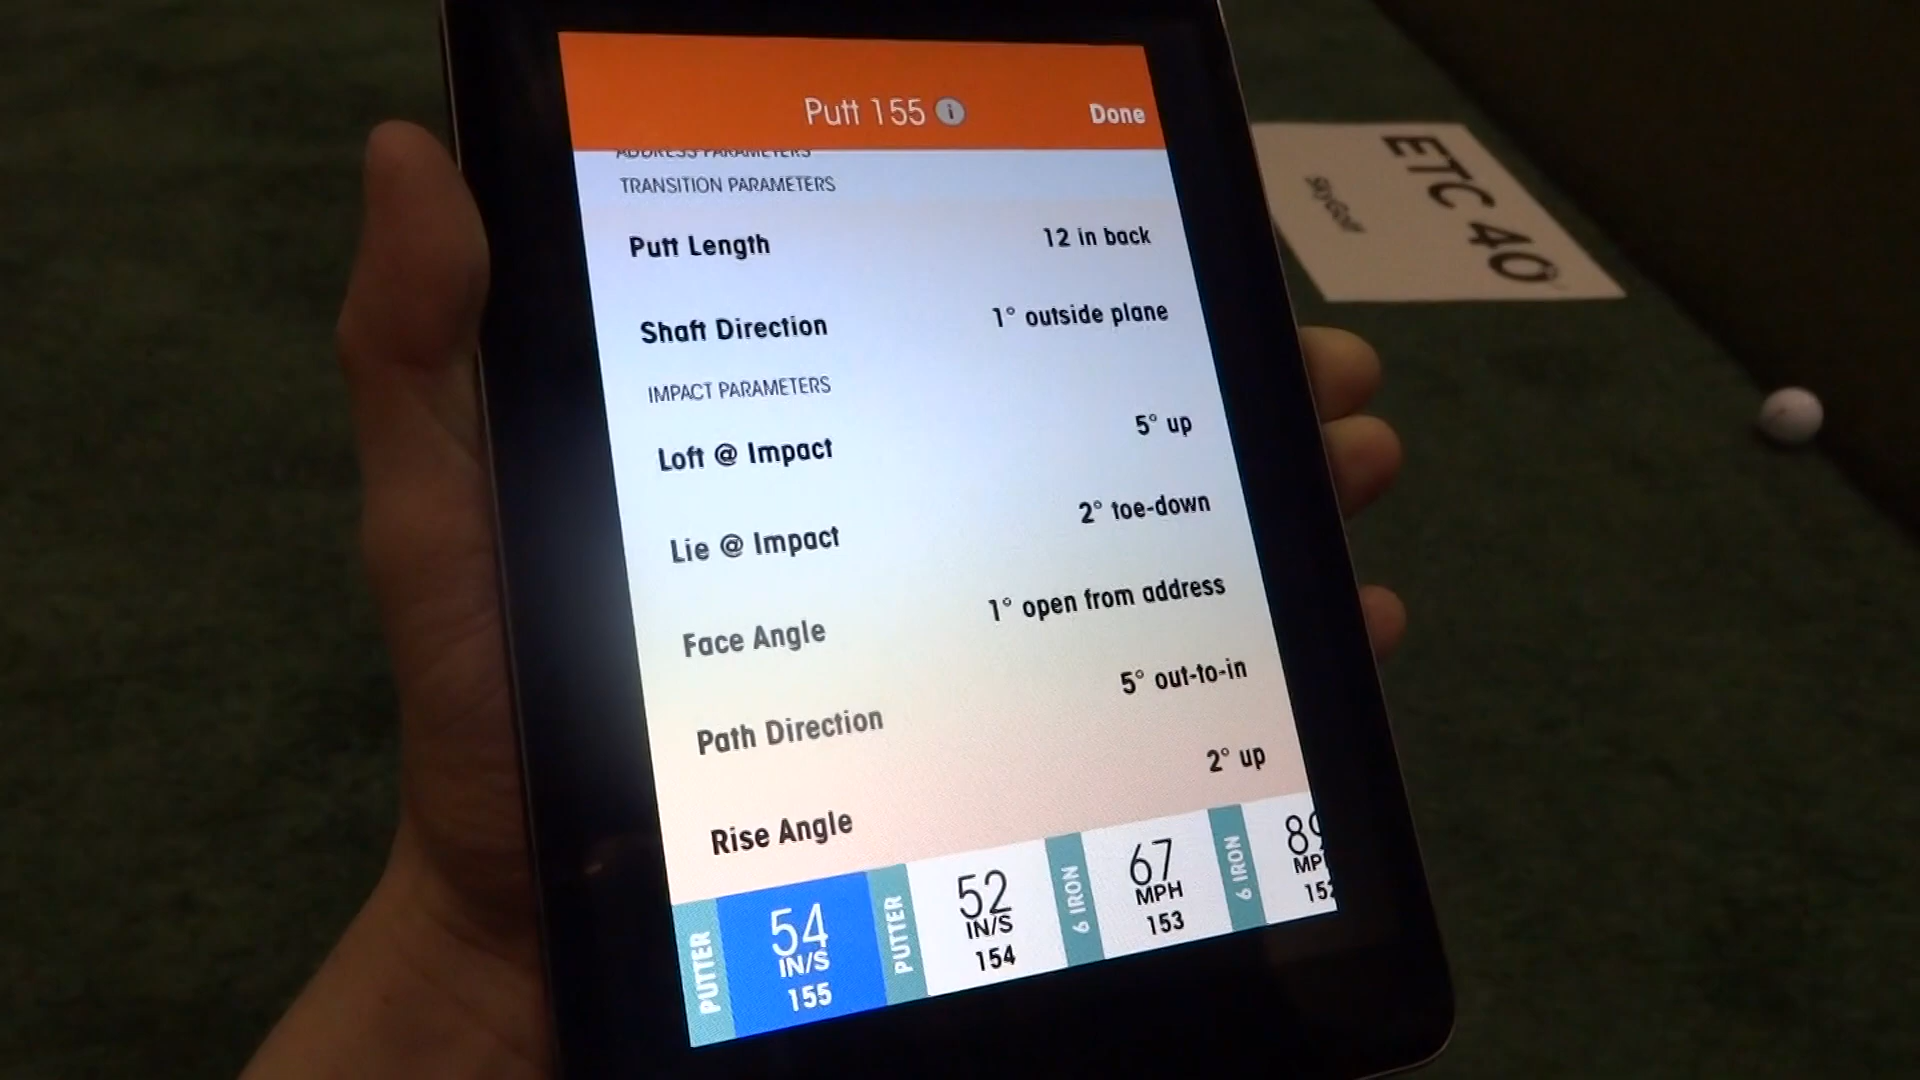 Putt 155 i
Done
ADDRESS PARAMETERS
TRANSITION PARAMETERS
Putt Length 12 in back
Shaft Direction 1° outside plane
IMPACT PARAMETERS
Loft @ Impact 5° up
Lie @ Impact 2° toe-down
Face Angle 1° open from address
Path Direction 5° out-to-in
Rise Angle 2° up
PUTTER
54
IN/S
155
PUTTER
52
IN/S
154
6 IRON
67
MPH
153
6 IRON
ETC 40
SkyGolf